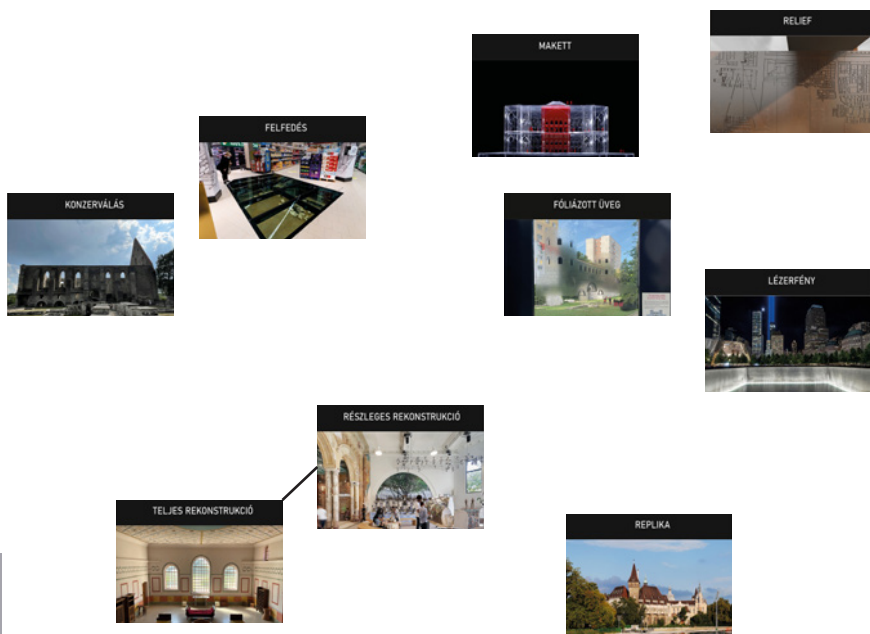 RELIEF
MAKETT
FELFEDÉS
KONZERVÁLÁS
FÓLIÁZOTT ÜVEG
LÉZERFÉNY
RÉSZLEGES REKONSTRUKCIÓ
TELJES REKONSTRUKCIÓ
REPLIKA